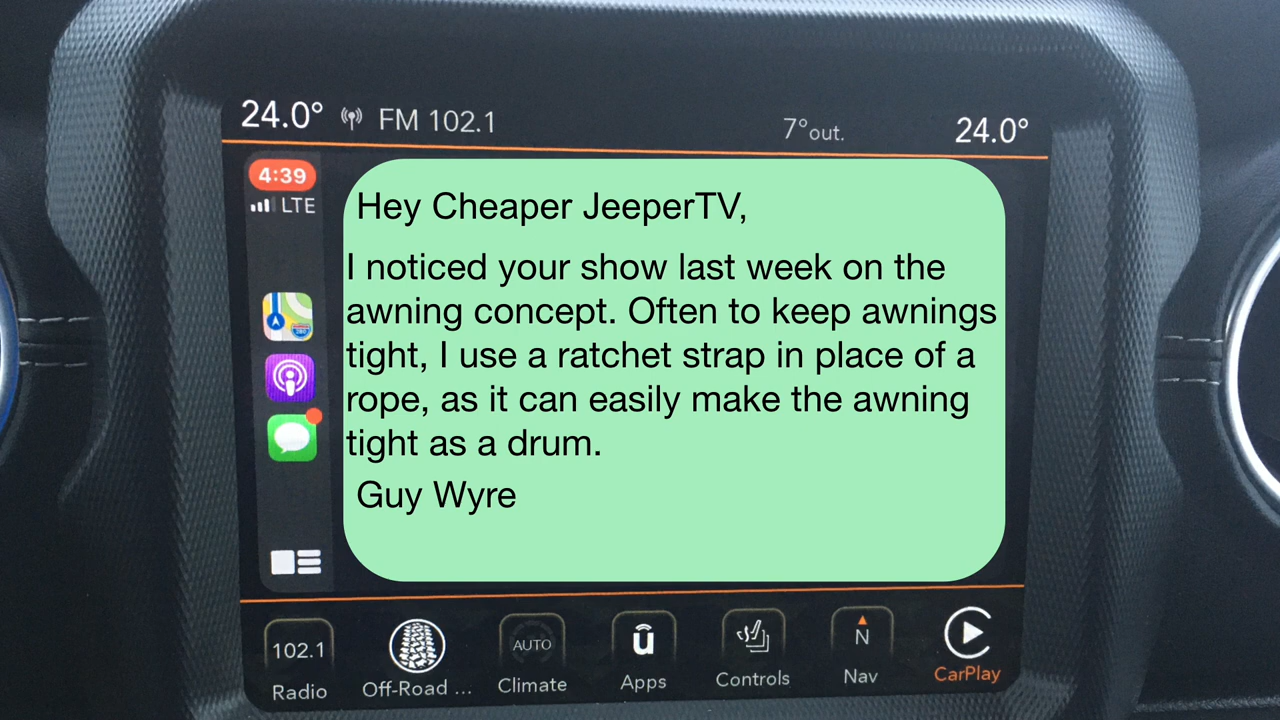 24.0° FM 102.1 7°out. 24.0°
4:39
LTE
Hey Cheaper JeeperTV,
I noticed your show last week on the
awning concept. Often to keep awnings
tight, I use a ratchet strap in place of a
rope, as it can easily make the awning
tight as a drum.
Guy Wyre
280
102.1 AUTO ū N
Radio Off-Road ... Climate Apps Controls Nav CarPlay